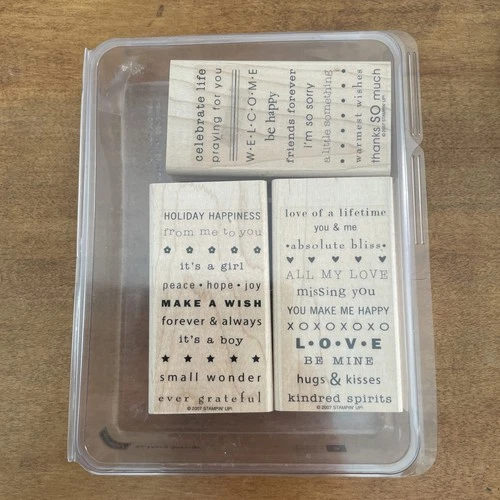 celebrate life
praying for you
W•E•L•C•O•M•E
be happy
friends forever
i'm so sorry
a little something
warmest wishes
thanks SO much
© 2007 STAMPIN' UP!
HOLIDAY HAPPINESS
from me to you
it's a girl
peace • hope • joy
MAKE A WISH
forever & always
it's a boy
small wonder
ever grateful
© 2007 STAMPIN' UP!
love of a lifetime
you & me
•absolute bliss•
ALL MY LOVE
missing you
YOU MAKE ME HAPPY
XOXOXOXO
L•O•V•E
BE MINE
hugs & kisses
kindred spirits
© 2007 STAMPIN' UP!